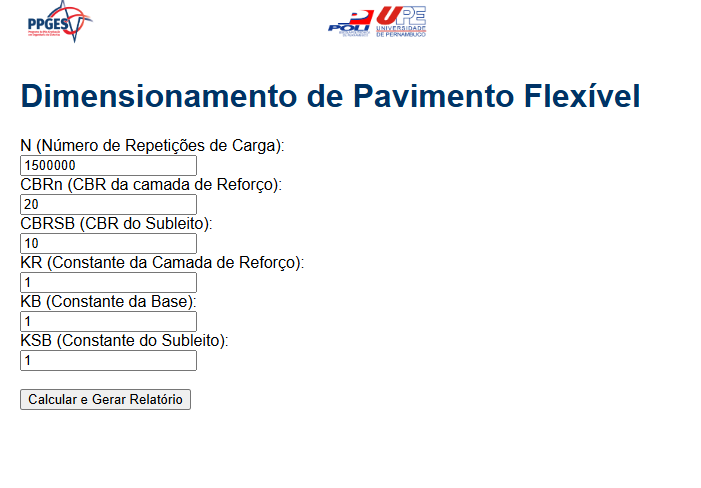 PPGES
POLI UPE
UNIVERSIDADE
DE PERNAMBUCO
Dimensionamento de Pavimento Flexível
N (Número de Repetições de Carga):
1500000
CBRn (CBR da camada de Reforço):
20
CBRSB (CBR do Subleito):
10
KR (Constante da Camada de Reforço):
1
KB (Constante da Base):
1
KSB (Constante do Subleito):
1
Calcular e Gerar Relatório